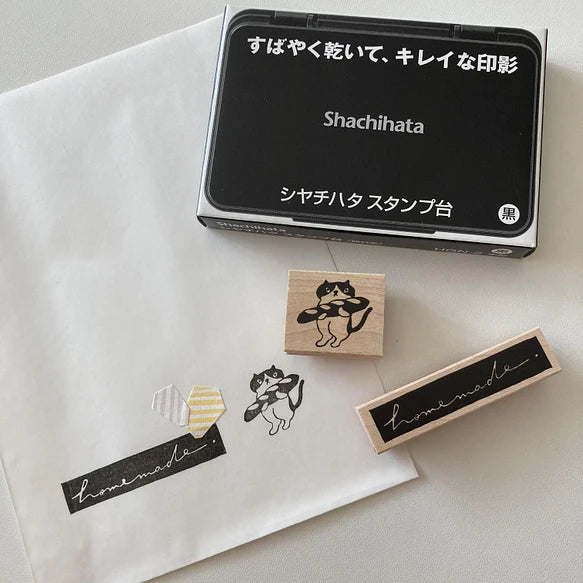 すばやく乾いて、キレイな印影
Shachihata
シヤチハタ スタンプ台
黒
Shachihata
homemade.
homemade.